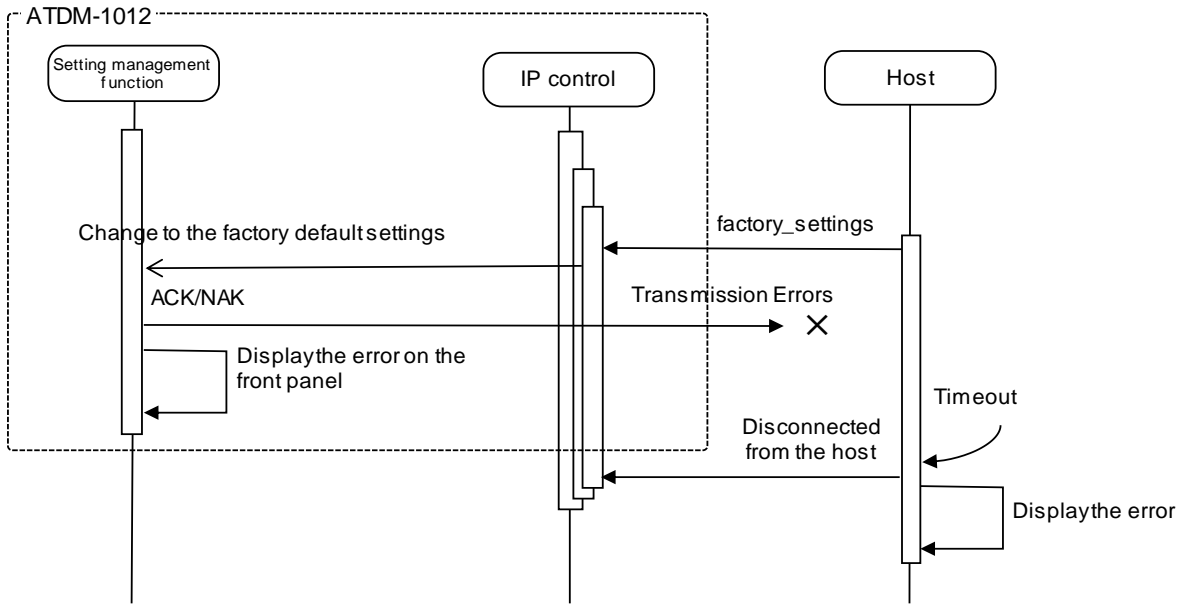 ATDM-1012
Setting management
function
IP control
Host
factory_settings
Change to the factory default settings
ACK/NAK
Transmission Errors
Display the error on the
front panel
Timeout
Disconnected
from the host
Display the error